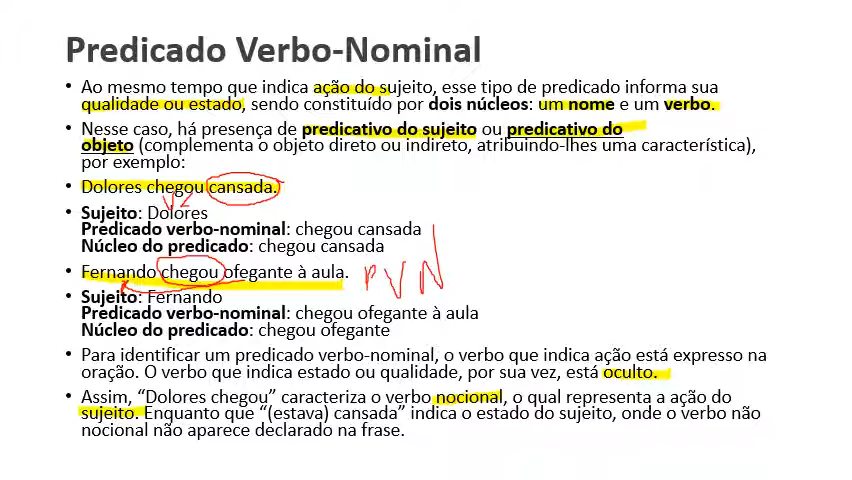 Predicado Verbo-Nominal
• Ao mesmo tempo que indica ação do sujeito, esse tipo de predicado informa sua
qualidade ou estado, sendo constituído por dois núcleos: um nome e um verbo.
• Nesse caso, há presença de predicativo do sujeito ou predicativo do
objeto (complementa o objeto direto ou indireto, atribuindo-lhes uma característica),
por exemplo:
• Dolores chegou cansada.
• Sujeito: Dolores
Predicado verbo-nominal: chegou cansada
Núcleo do predicado: chegou cansada
• Fernando chegou ofegante à aula.
PVN
• Sujeito: Fernando
Predicado verbo-nominal: chegou ofegante à aula
Núcleo do predicado: chegou ofegante
• Para identificar um predicado verbo-nominal, o verbo que indica ação está expresso na
oração. O verbo que indica estado ou qualidade, por sua vez, está oculto.
• Assim, “Dolores chegou” caracteriza o verbo nocional, o qual representa a ação do
sujeito. Enquanto que “(estava) cansada” indica o estado do sujeito, onde o verbo não
nocional não aparece declarado na frase.